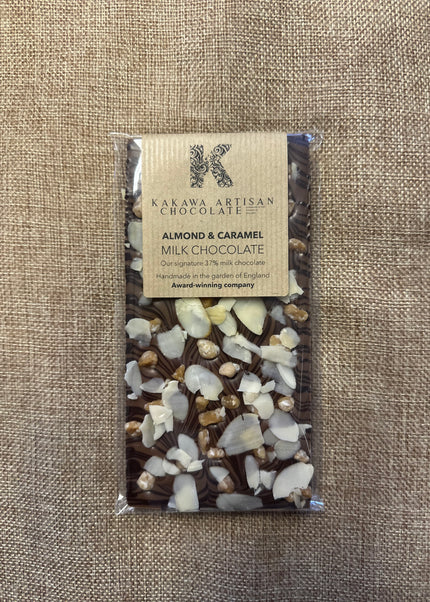 K
KAKAWA ARTISAN
CHOCOLATE
ALMOND & CARAMEL
MILK CHOCOLATE
Our signature 37% milk chocolate
Handmade in the garden of England
Award-winning company